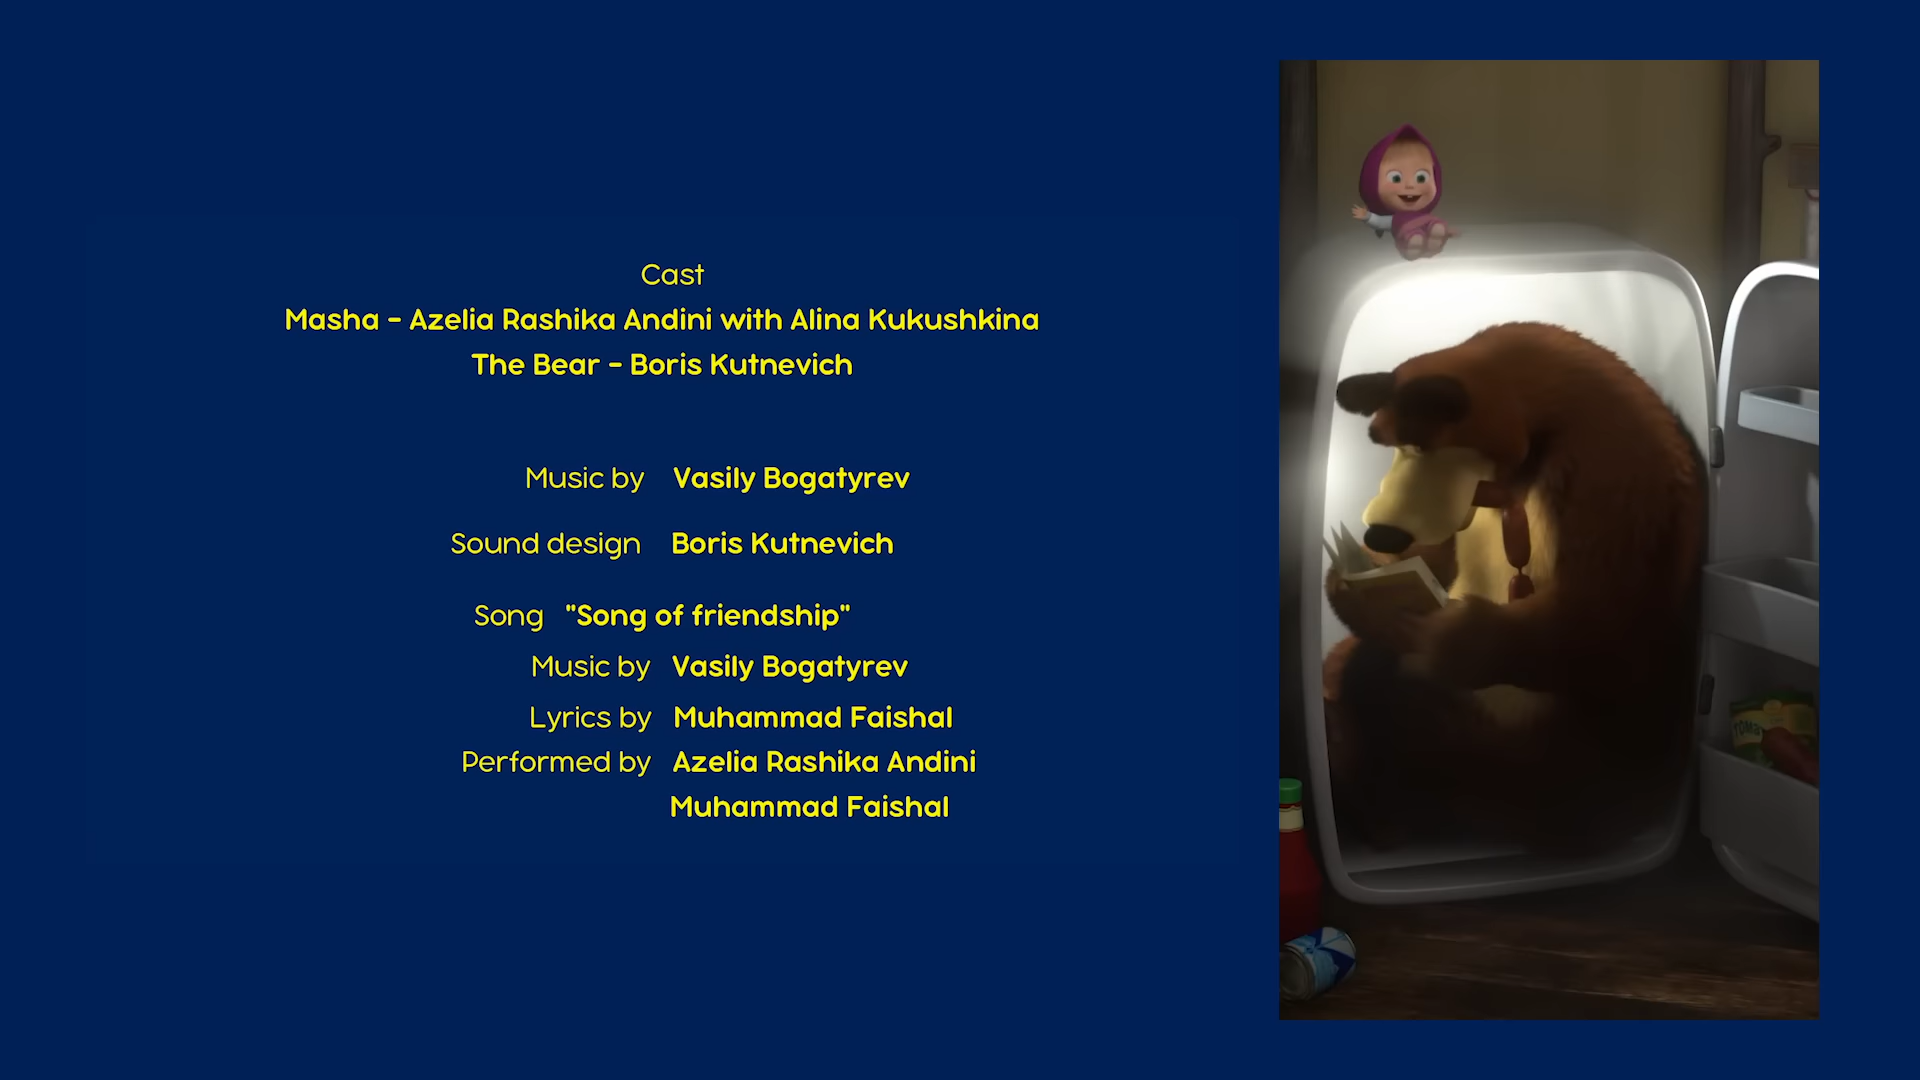 Cast
Masha - Azelia Rashika Andini with Alina Kukushkina
The Bear - Boris Kutnevich
Music by Vasily Bogatyrev
Sound design Boris Kutnevich
Song "Song of friendship"
Music by Vasily Bogatyrev
Lyrics by Muhammad Faishal
Performed by Azelia Rashika Andini
Muhammad Faishal